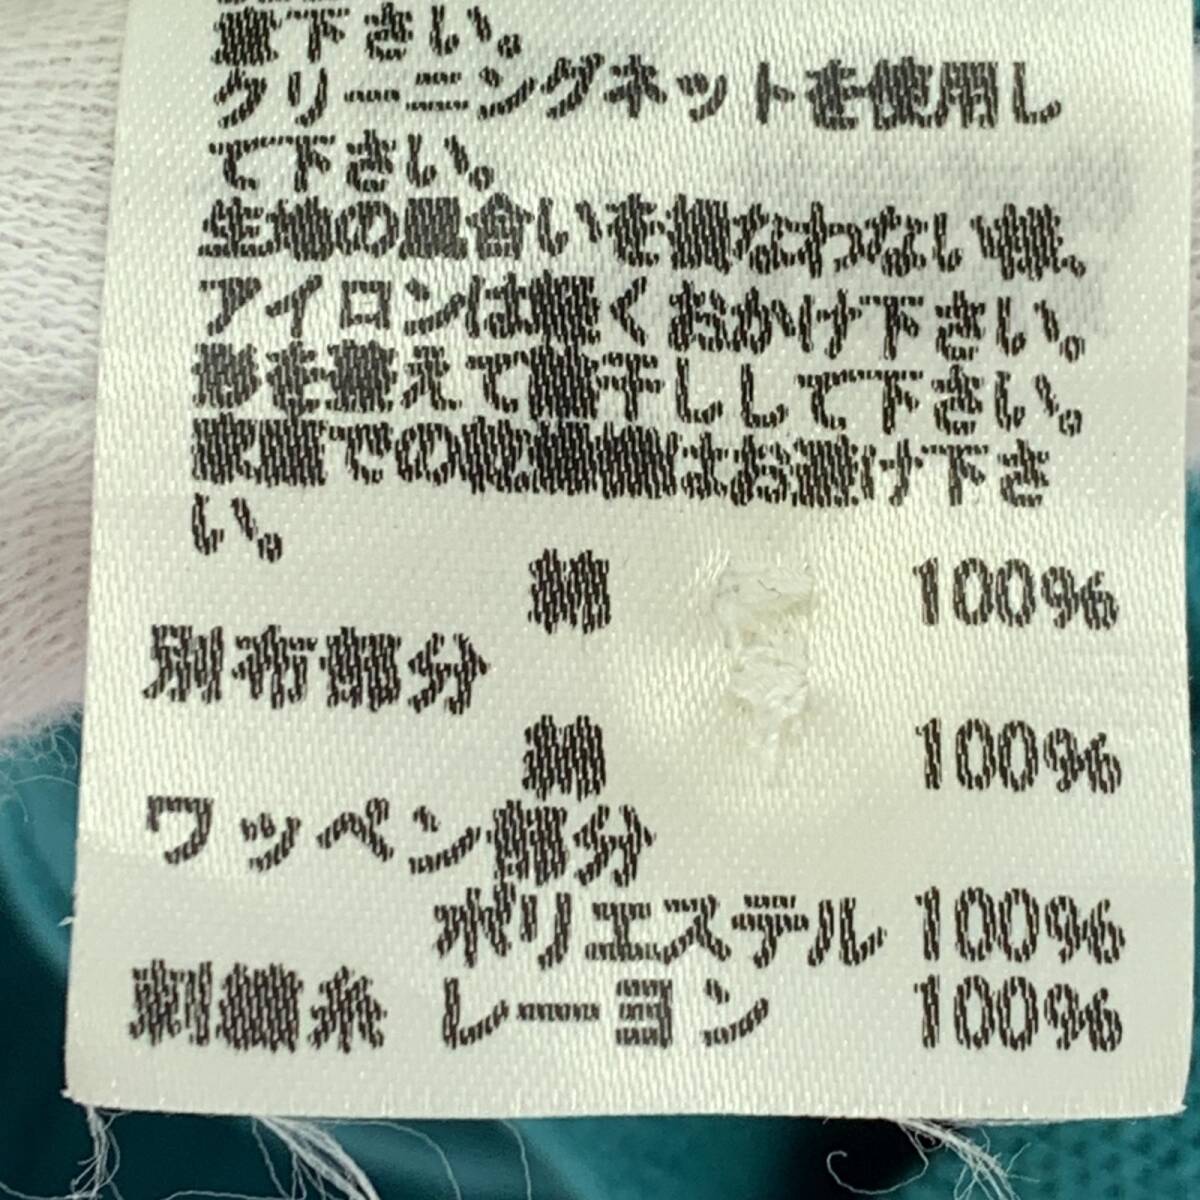 意下さい。
クリーニングネットを使用し
て下さい。
生地の風合いを損なわない様、
アイロンは軽くおかけ下さい。
形を整えて陰干しして下さい。
家庭での乾燥機はお避け下さ
い。
綿 100%
別布部分
綿 100%
ワッペン部分
ポリエステル 100%
刺繍糸 レーヨン 100%